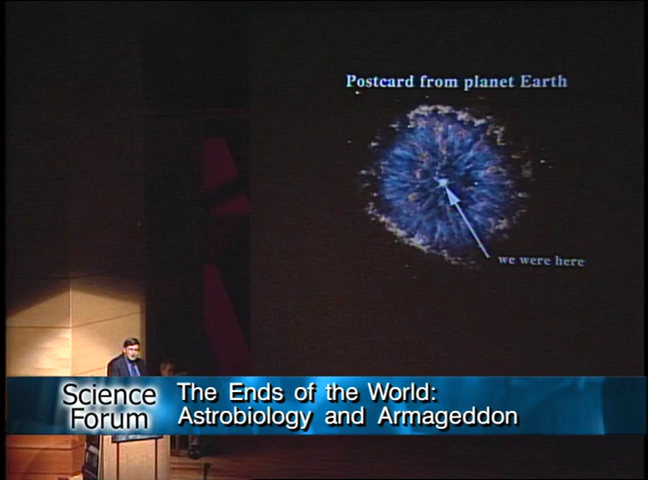 Postcard from planet Earth
we were here
Science
Forum
The Ends of the World:
Astrobiology and Armageddon